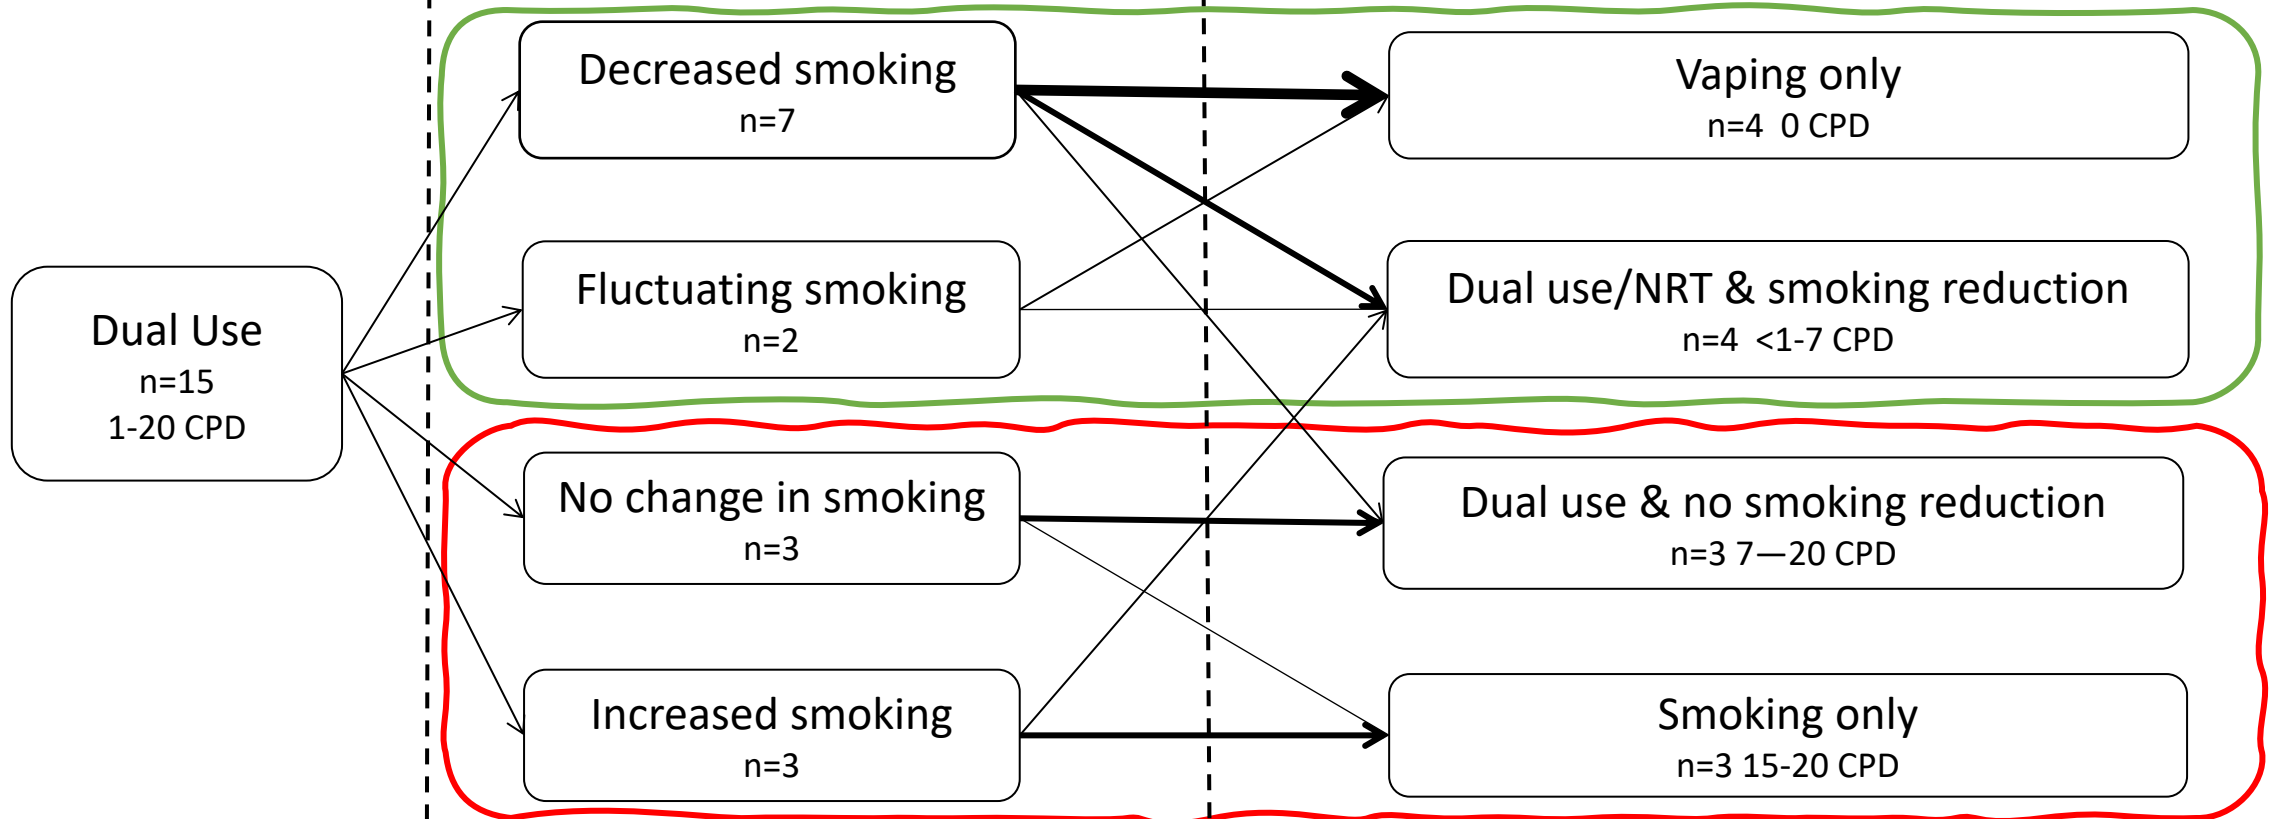 Dual Use
n=15
1-20 CPD
Decreased smoking
n=7
Fluctuating smoking
n=2
No change in smoking
n=3
Increased smoking
n=3
Vaping only
n=4  0 CPD
Dual use/NRT & smoking reduction
n=4  <1-7 CPD
Dual use & no smoking reduction
n=3 7—20 CPD
Smoking only
n=3 15-20 CPD